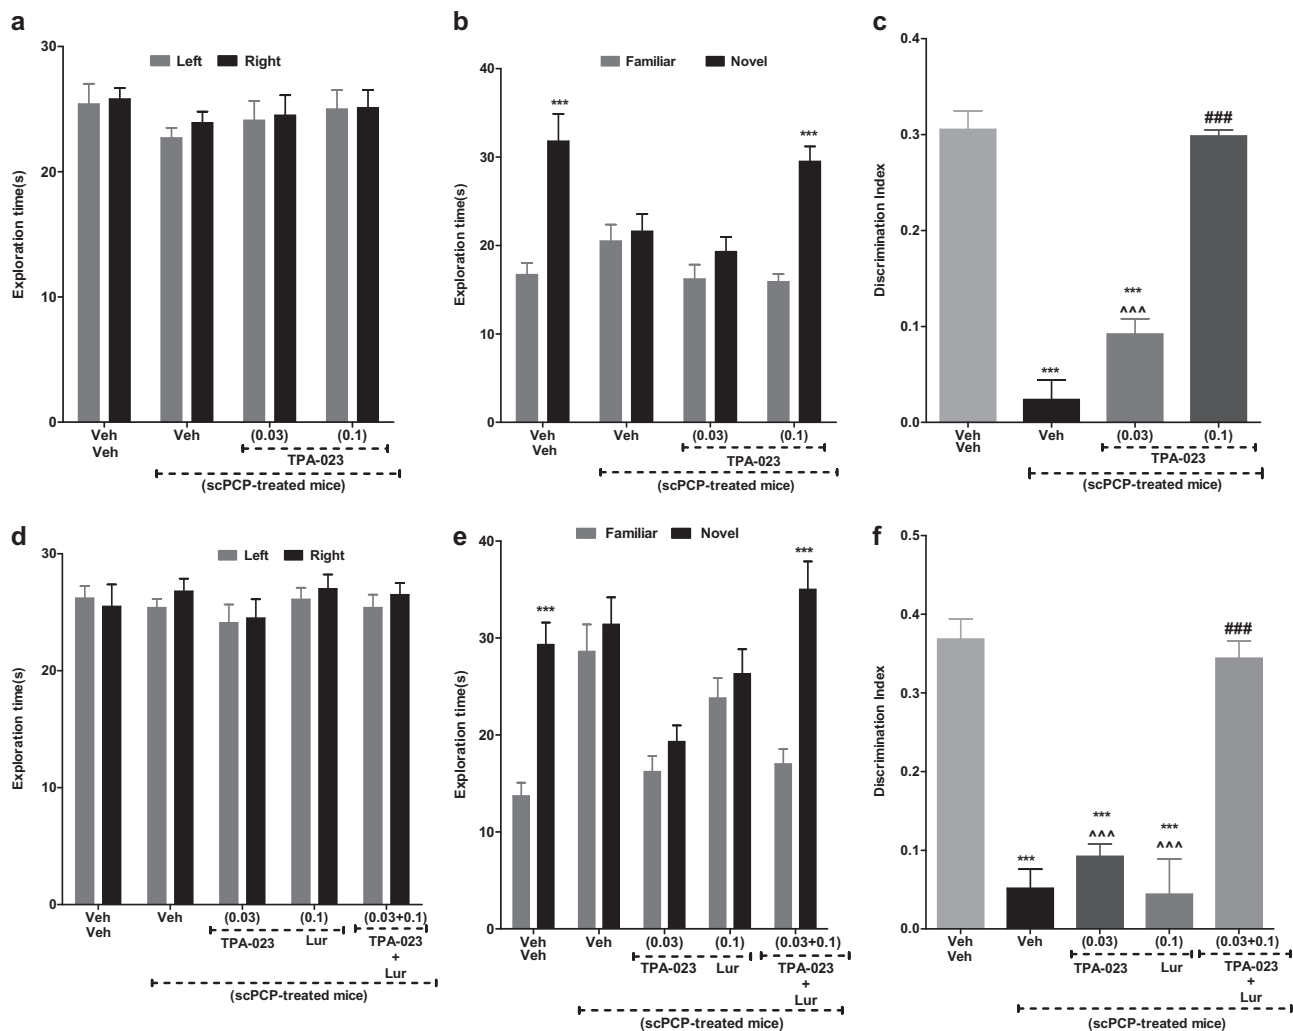 a
30
20
10
0
Exploration time(s)
Left Right
Veh
Veh
Veh
(0.03)
(0.1)
TPA-023
(scPCP-treated mice)
b
40
30
20
10
0
Exploration time(s)
Familiar Novel
***
***
Veh
Veh
Veh
(0.03)
(0.1)
TPA-023
(scPCP-treated mice)
c
0.4
0.3
0.2
0.1
0.0
Discrimination Index
***
***
^^^
###
Veh
Veh
Veh
(0.03)
(0.1)
TPA-023
(scPCP-treated mice)
d
30
20
10
0
Exploration time(s)
Left Right
Veh
Veh
Veh
(0.03)
(0.1)
(0.03+0.1)
TPA-023
Lur
TPA-023
+
Lur
(scPCP-treated mice)
e
40
30
20
10
0
Exploration time(s)
Familiar Novel
***
***
Veh
Veh
Veh
(0.03)
(0.1)
(0.03+0.1)
TPA-023
Lur
TPA-023
+
Lur
(scPCP-treated mice)
f
0.5
0.4
0.3
0.2
0.1
0.0
Discrimination Index
***
***
^^^
***
^^^
###
Veh
Veh
Veh
(0.03)
(0.1)
(0.03+0.1)
TPA-023
Lur
TPA-023
+
Lur
(scPCP-treated mice)